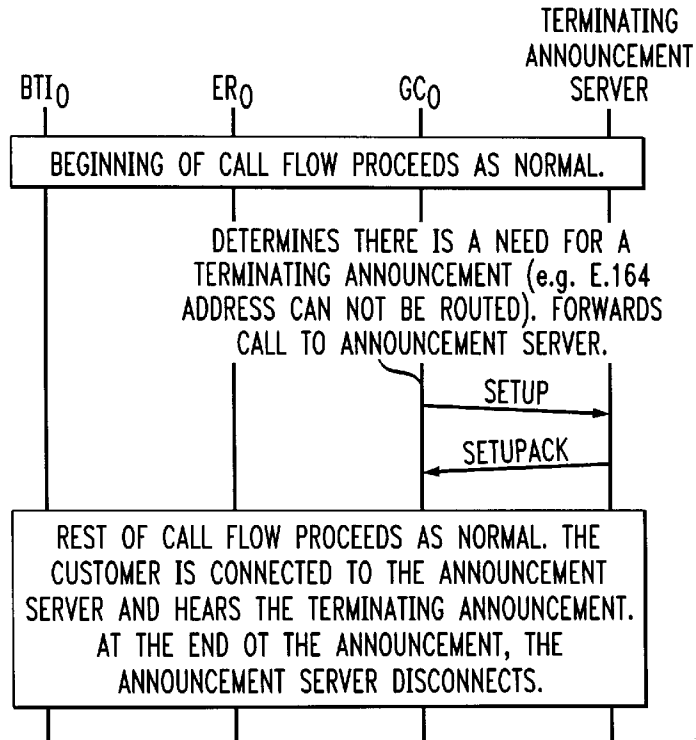 TERMINATING
ANNOUNCEMENT
SERVER
BTIO
ERO
GCO
BEGINNING OF CALL FLOW PROCEEDS AS NORMAL.
DETERMINES THERE IS A NEED FOR A
TERMINATING ANNOUNCEMENT (e.g. E.164
ADDRESS CAN NOT BE ROUTED). FORWARDS
CALL TO ANNOUNCEMENT SERVER.
SETUP
SETUPACK
REST OF CALL FLOW PROCEEDS AS NORMAL. THE
CUSTOMER IS CONNECTED TO THE ANNOUNCEMENT
SERVER AND HEARS THE TERMINATING ANNOUNCEMENT.
AT THE END OT THE ANNOUNCEMENT, THE
ANNOUNCEMENT SERVER DISCONNECTS.